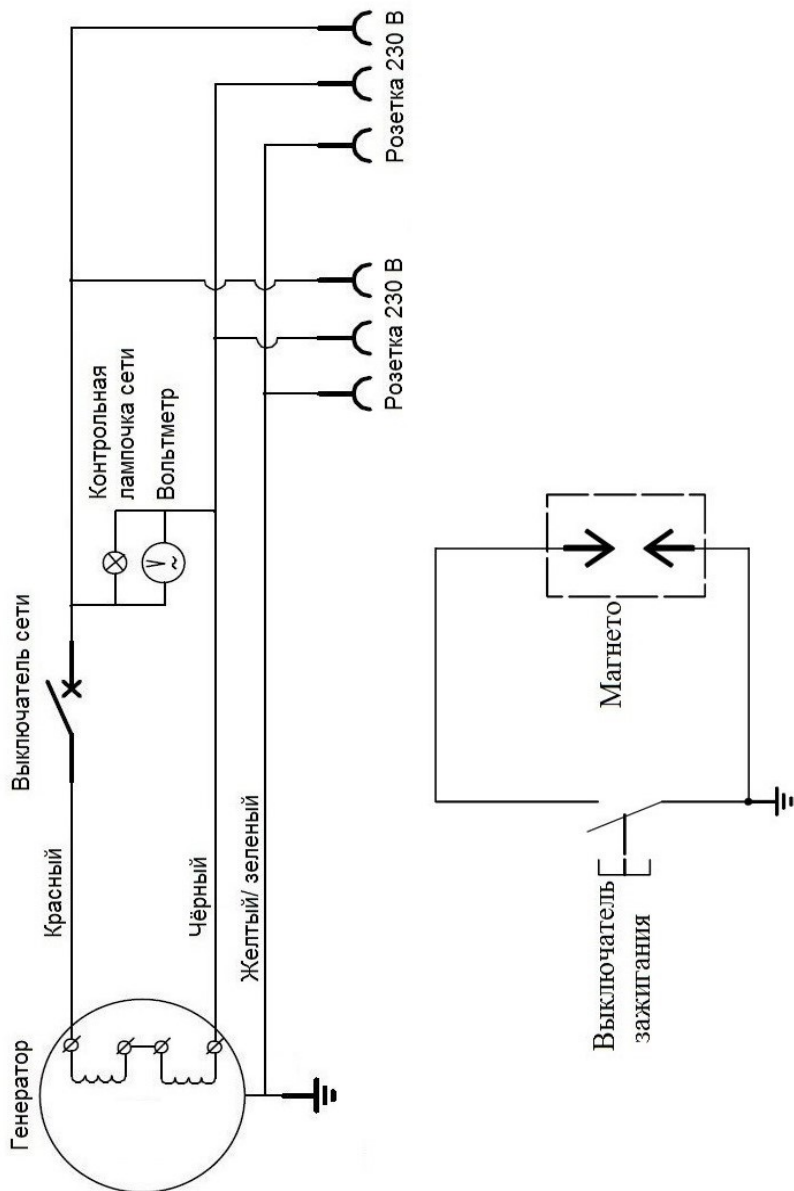 Генератор
Красный
Выключатель сети
Контрольная
лампочка сети
Вольтметр
V
~
Чёрный
Желтый/ зеленый
Розетка 230 В
Розетка 230 В
Выключатель
зажигания
Магнето